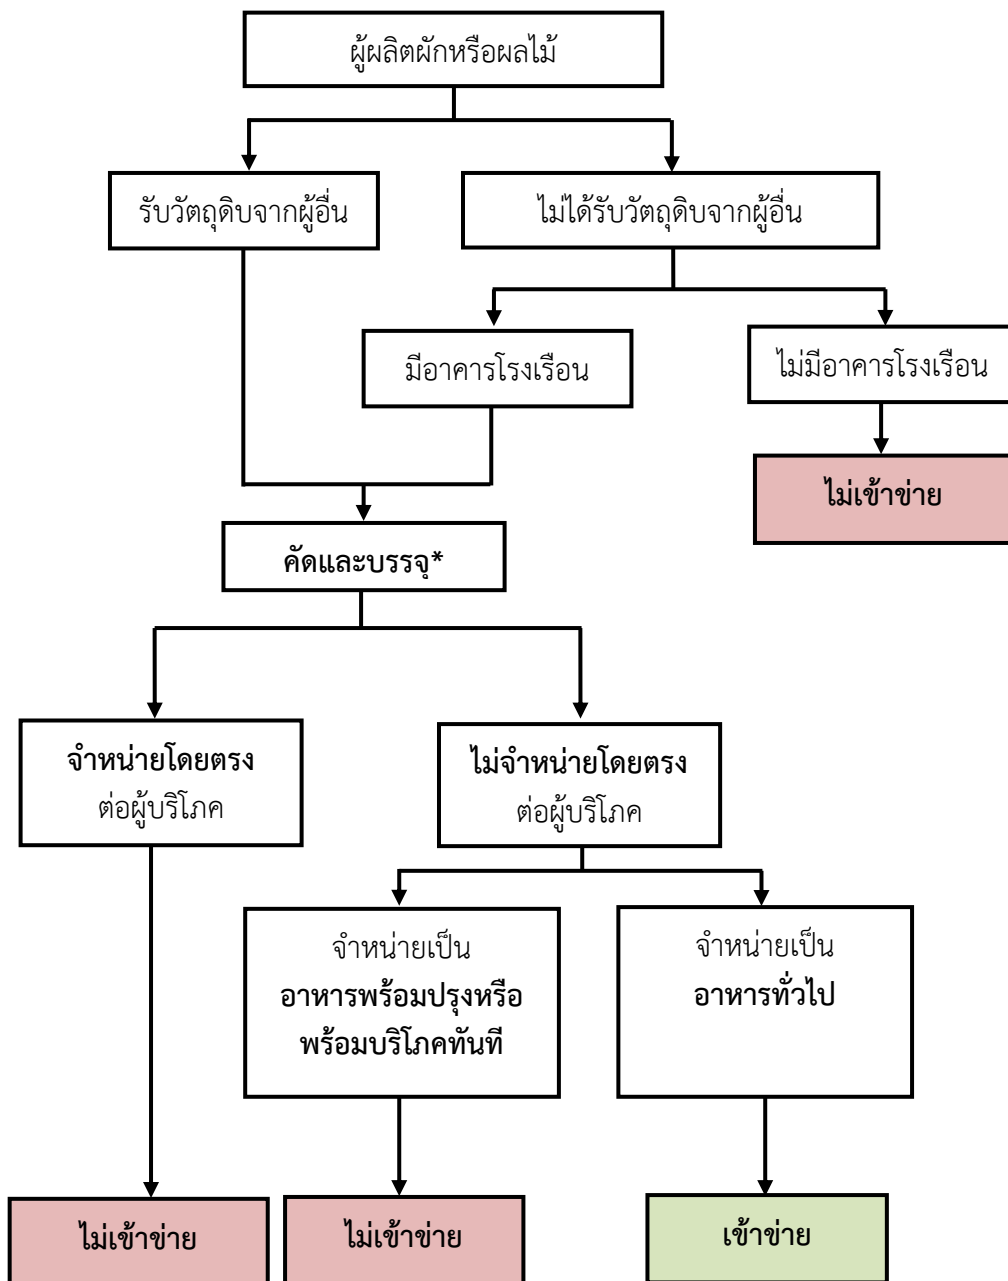 ผู้ผลิตผักหรือผลไม้
รับวัตถุดิบจากผู้อื่น
ไม่ได้รับวัตถุดิบจากผู้อื่น
มีอาคารโรงเรือน
ไม่มีอาคารโรงเรือน
ไม่เข้าข่าย
คัดและบรรจุ*
จำหน่ายโดยตรง
ต่อผู้บริโภค
ไม่จำหน่ายโดยตรง
ต่อผู้บริโภค
จำหน่ายเป็น
อาหารพร้อมปรุงหรือ
พร้อมบริโภคทันที
จำหน่ายเป็น
อาหารทั่วไป
ไม่เข้าข่าย
ไม่เข้าข่าย
เข้าข่าย